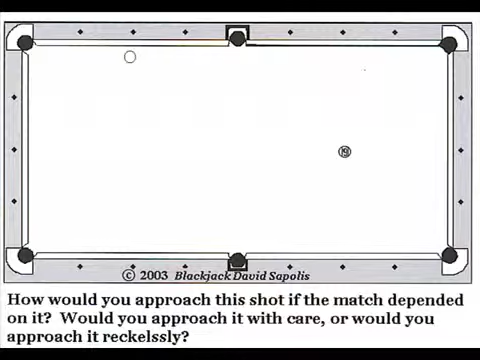 © 2003 Blackjack David Sapolis
How would you approach this shot if the match depended
on it?  Would you approach it with care, or would you
approach it reckelssly?